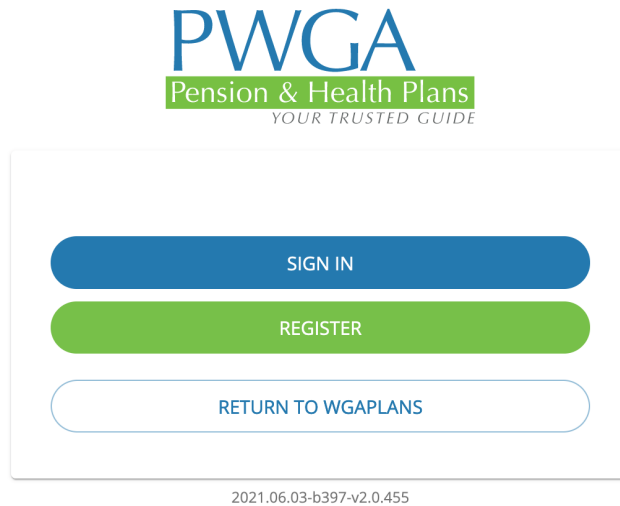 PWGA
Pension & Health Plans
YOUR TRUSTED GUIDE
SIGN IN
REGISTER
RETURN TO WGAPLANS
2021.06.03-b397-v2.0.455